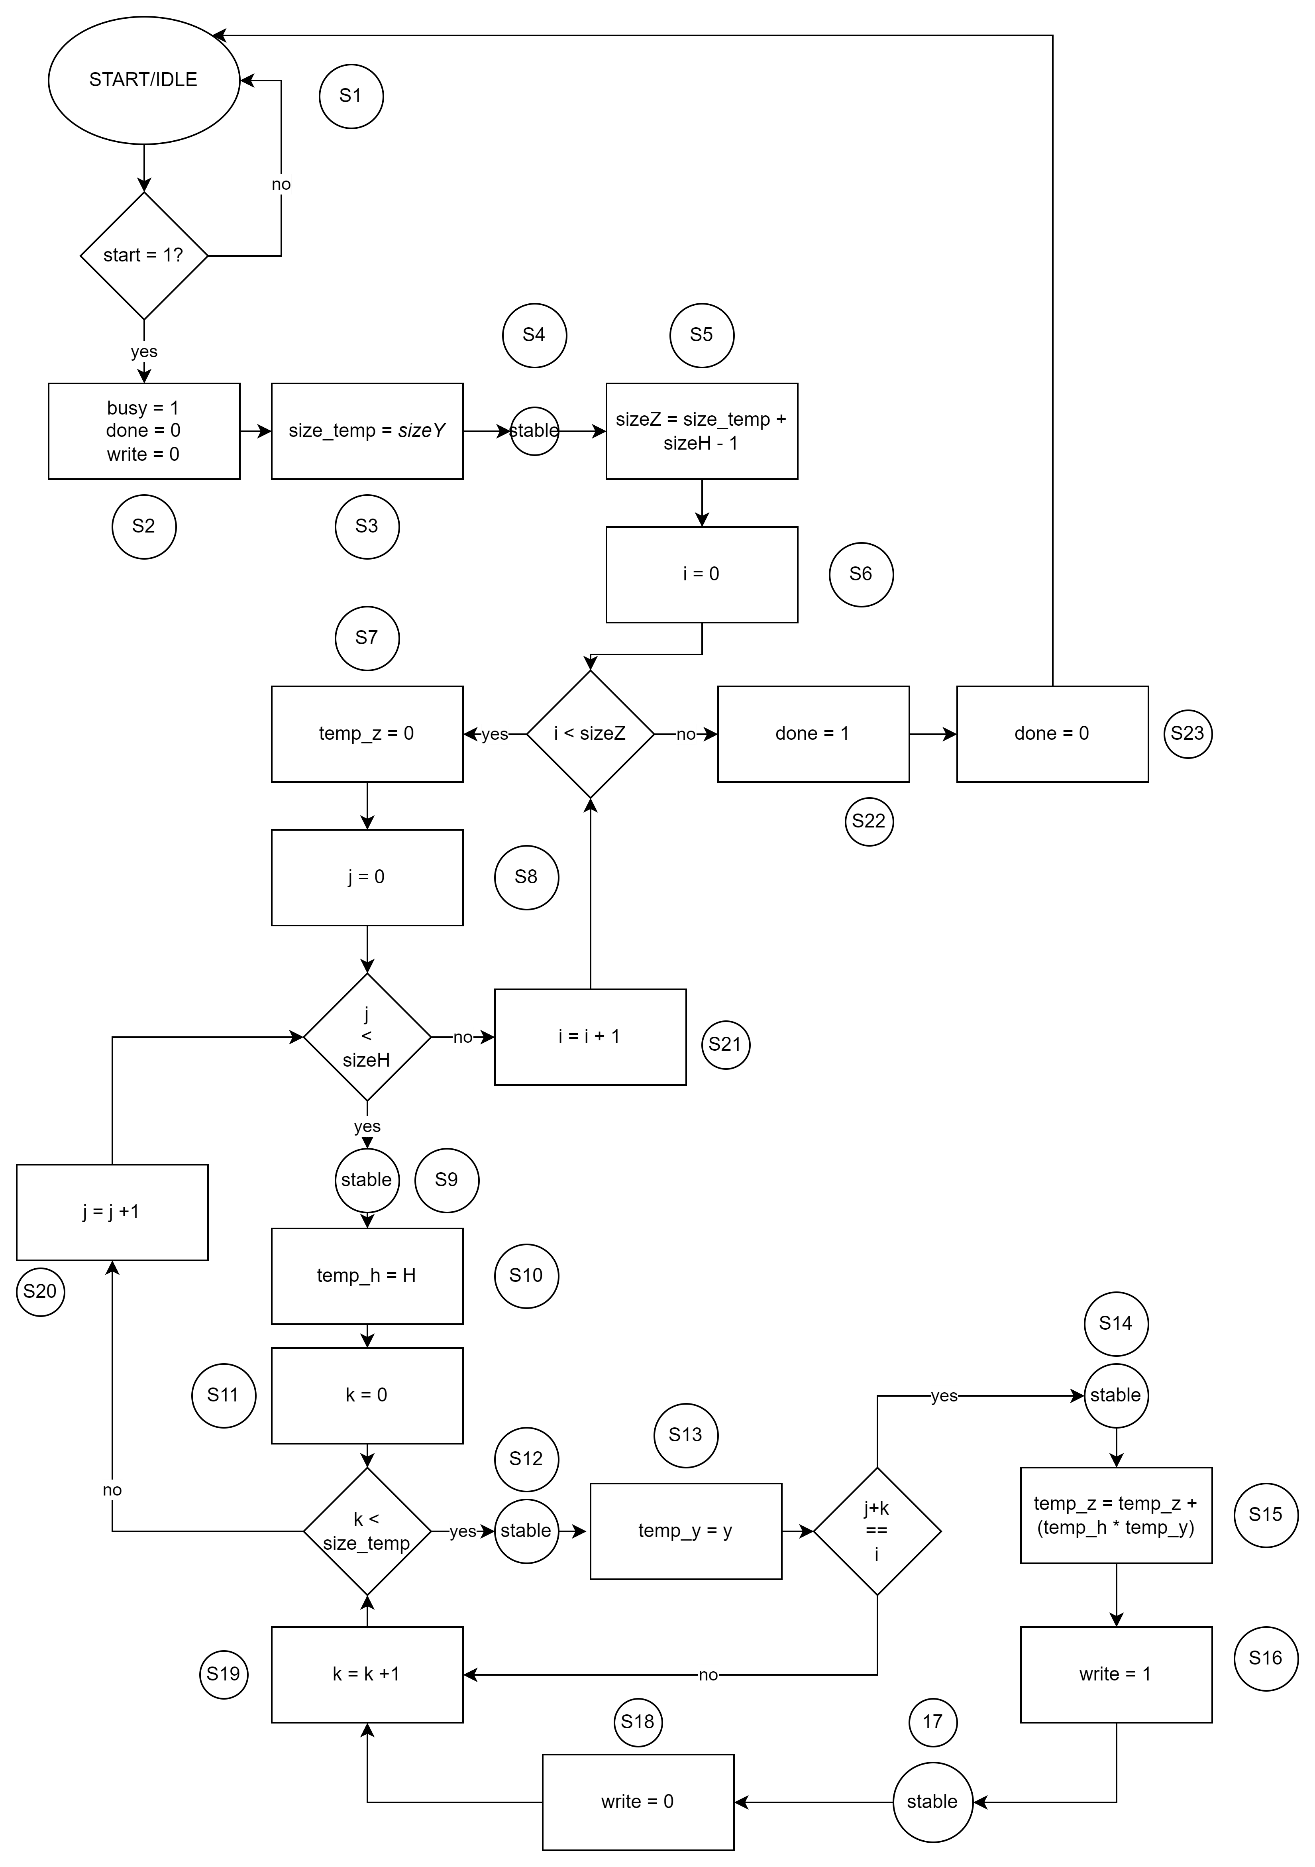 START/IDLE
S1
no
start = 1?
yes
S4
S5
busy = 1
done = 0
write = 0
size_temp = sizeY
stable
sizeZ = size_temp +
sizeH - 1
S2
S3
i = 0
S6
S7
temp_z = 0
yes
i < sizeZ
no
done = 1
done = 0
S23
S22
j = 0
S8
j
<
sizeH
no
i = i + 1
S21
yes
stable
S9
j = j +1
S20
temp_h = H
S10
S14
S11
k = 0
yes
stable
S12
S13
no
k <
size_temp
yes
stable
temp_y = y
j+k
==
i
temp_z = temp_z +
(temp_h * temp_y)
S15
S19
k = k +1
no
write = 1
S16
S18
17
write = 0
stable